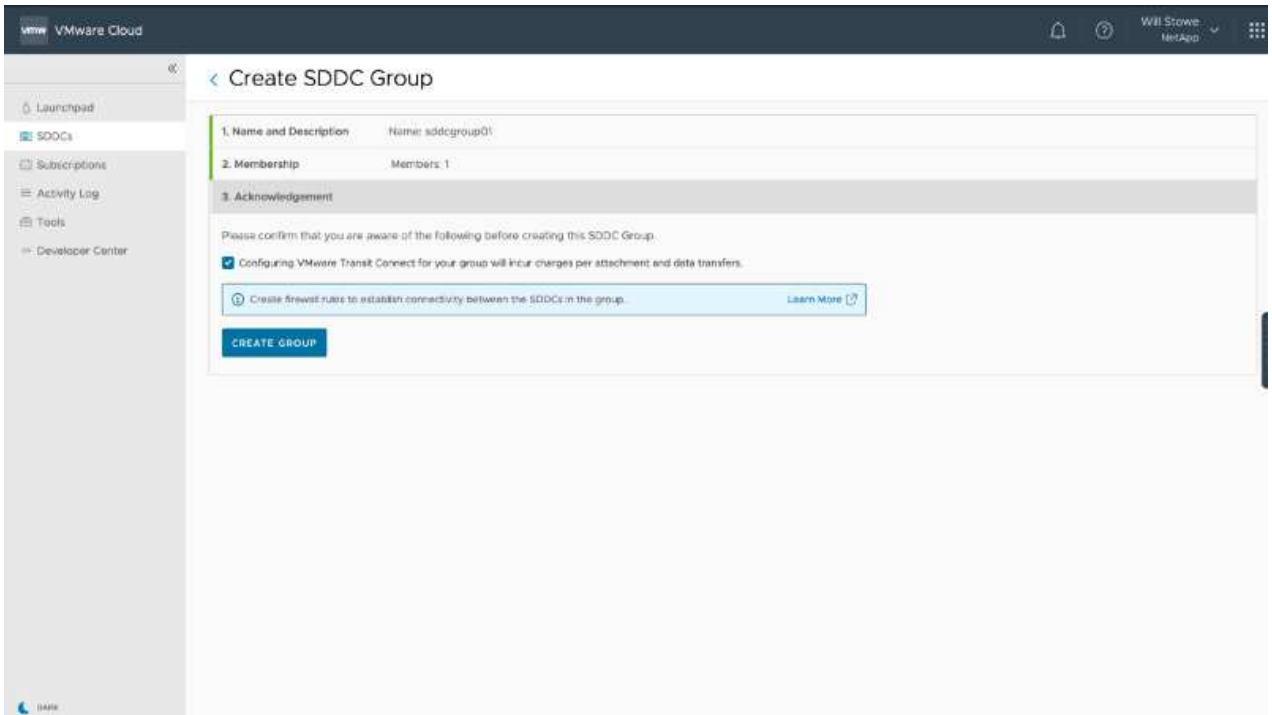 vmw VMware Cloud
Will Stowe
NetApp
Create SDDC Group
Launchpad
SDDCs
Subscriptions
Activity Log
Tools
Developer Center
1. Name and Description Name: sddcgroup01
2. Membership Members: 1
3. Acknowledgement
Please confirm that you are aware of the following before creating this SDDC Group.
Configuring VMware Transit Connect for your group will incur charges per attachment and data transfers.
Create firewall rules to establish connectivity between the SDDCs in the group. Learn More
CREATE GROUP
DARK